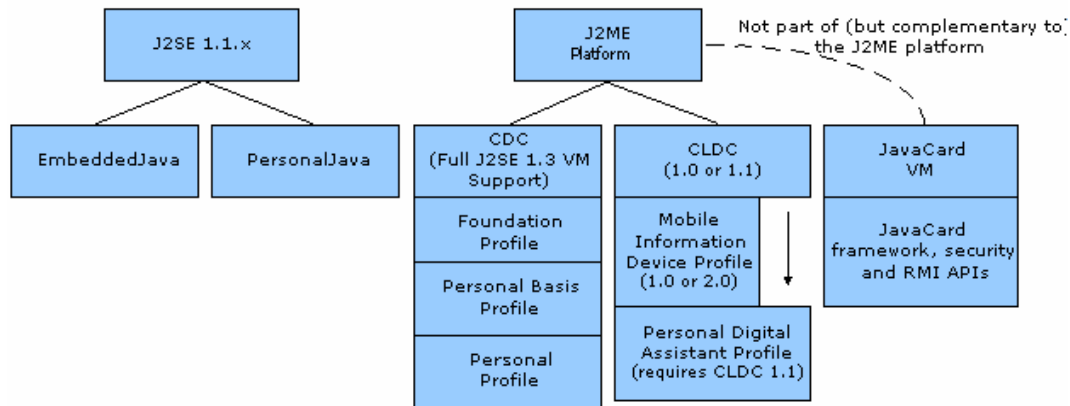 J2SE 1.1.x
J2ME
Platform
Not part of (but complementary to)
the J2ME platform
EmbeddedJava
PersonalJava
CDC
(Full J2SE 1.3 VM
Support)
Foundation
Profile
Personal Basis
Profile
Personal
Profile
CLDC
(1.0 or 1.1)
Mobile
Information
Device Profile
(1.0 or 2.0)
Personal Digital
Assistant Profile
(requires CLDC 1.1)
JavaCard
VM
JavaCard
framework, security
and RMI APIs